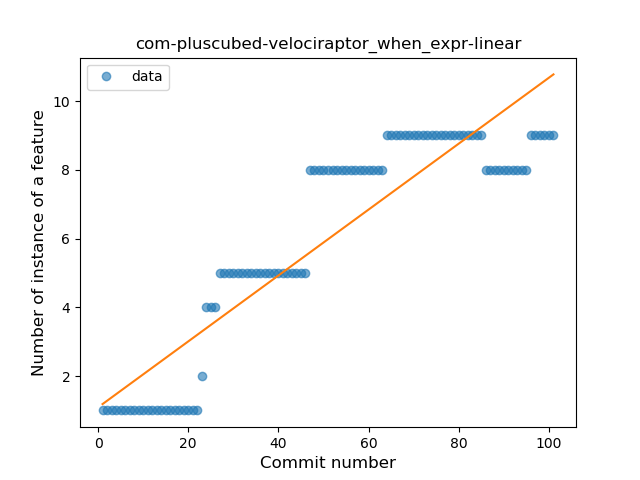 com-pluscubed-velociraptor_when_expr-linear
data
Number of instance of a feature
10
8
6
4
2
0
20
40
60
80
100
Commit number